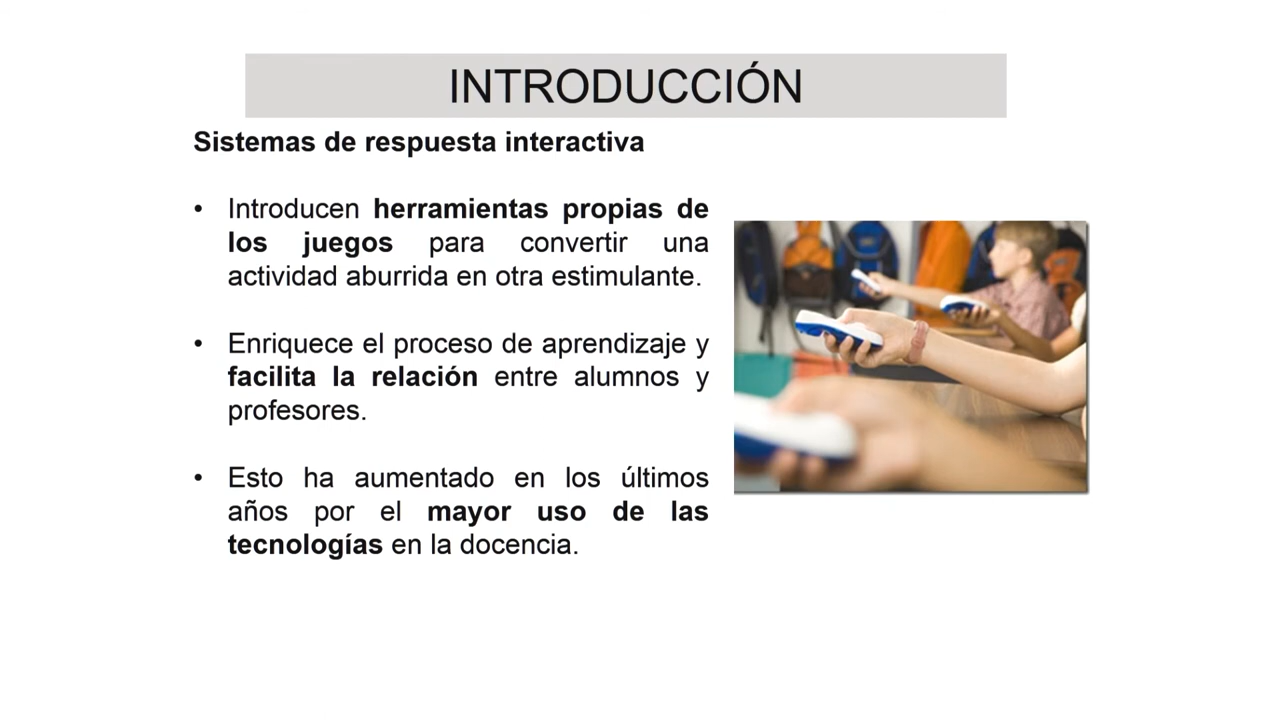 INTRODUCCIÓN
Sistemas de respuesta interactiva
• Introducen herramientas propias de
los juegos para convertir una
actividad aburrida en otra estimulante.
• Enriquece el proceso de aprendizaje y
facilita la relación entre alumnos y
profesores.
• Esto ha aumentado en los últimos
años por el mayor uso de las
tecnologías en la docencia.